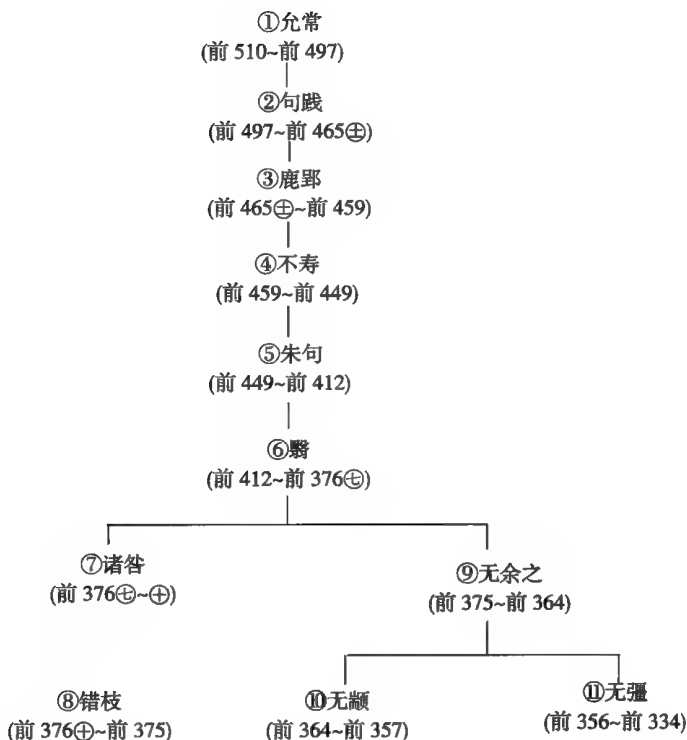 ①允常
(前 510~前 497)
②句践
(前 497~前 465㊏)
③鹿郢
(前 465㊏~前 459)
④不寿
(前 459~前 449)
⑤朱句
(前 449~前 412)
⑥翳
(前 412~前 376㊆)
⑦诸咎
(前 376㊆~㊉)
⑨无余之
(前 375~前 364)
⑧错枝
(前 376㊉~前 375)
⑩无颛
(前 364~前 357)
⑪无彊
(前 356~前 334)